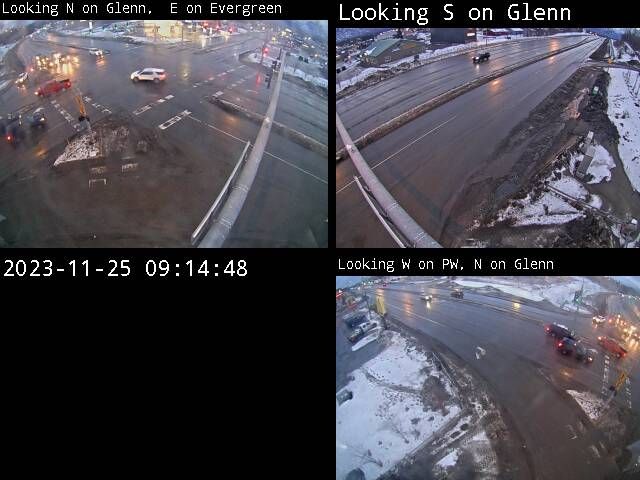 Looking N on Glenn, E on Evergreen
Looking S on Glenn
2023-11-25 09:14:48
Looking W on PW, N on Glenn